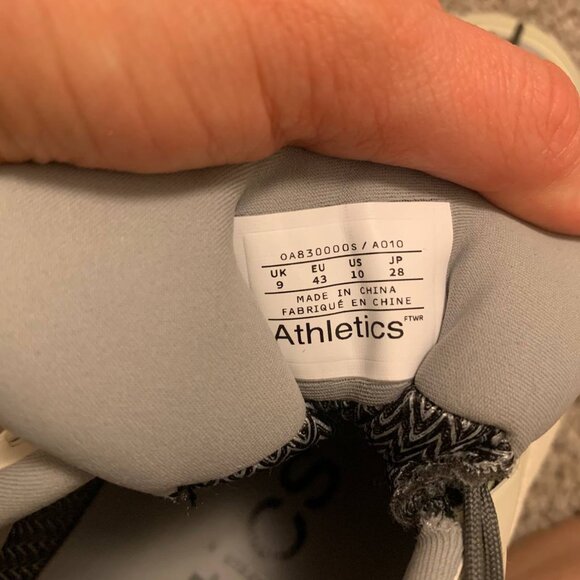 0A830000S/A010
UK EU US JP
9 43 10 28
MADE IN CHINA
FABRIQUÉ EN CHINE
Athletics FTWR